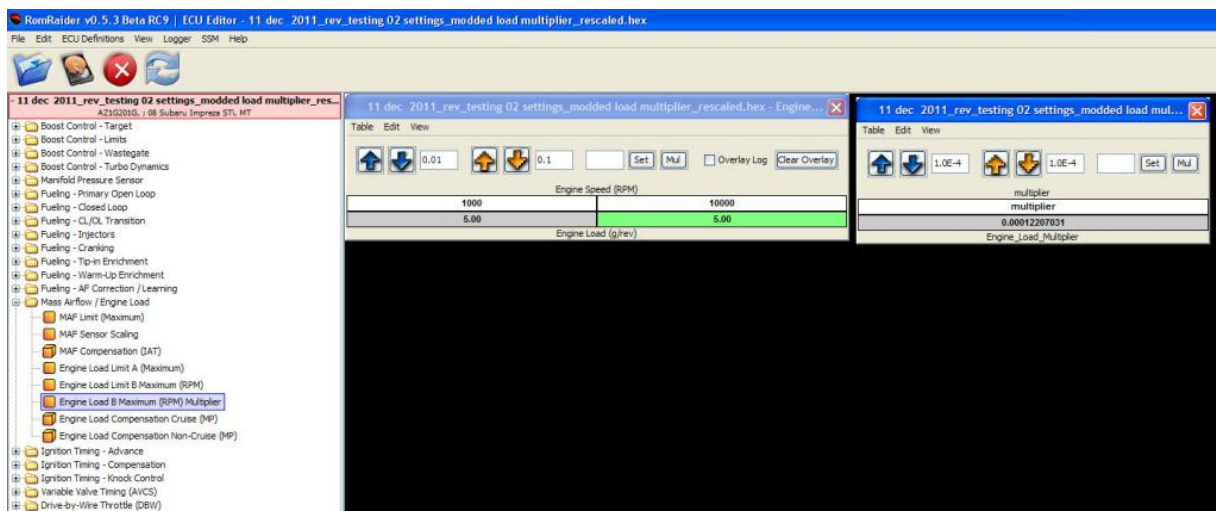 RomRaider v0.5.3 Beta RC9 | ECU Editor - 11 dec 2011_rev_testing 02 settings_modded load multiplier_rescaled.hex
File Edit ECU Definitions View Logger SSM Help
- 11 dec 2011_rev_testing 02 settings_modded load multiplier_res...
AZ1G201G, ; 08 Subaru Impreza STi, MT
Boost Control - Target
Boost Control - Limits
Boost Control - Wastegate
Boost Control - Turbo Dynamics
Manifold Pressure Sensor
Fueling - Primary Open Loop
Fueling - Closed Loop
Fueling - CL/OL Transition
Fueling - Injectors
Fueling - Cranking
Fueling - Tip-in Enrichment
Fueling - Warm-Up Enrichment
Fueling - AF Correction / Learning
Mass Airflow / Engine Load
MAF Limit (Maximum)
MAF Sensor Scaling
MAF Compensation (IAT)
Engine Load Limit A (Maximum)
Engine Load Limit B Maximum (RPM)
Engine Load B Maximum (RPM) Multiplier
Engine Load Compensation Cruise (MP)
Engine Load Compensation Non-Cruise (MP)
Ignition Timing - Advance
Ignition Timing - Compensation
Ignition Timing - Knock Control
Variable Valve Timing (AVCS)
Drive-by-Wire Throttle (DBW)
11 dec 2011_rev_testing 02 settings_modded load multiplier_rescaled.hex - Engine...
Table Edit View
0.01 0.1 Set Mul Overlay Log Clear Overlay
Engine Speed (RPM)
1000 10000
5.00 5.00
Engine Load (g/rev)
11 dec 2011_rev_testing 02 settings_modded load mul...
Table Edit View
1.0E-4 1.0E-4 Set Mul
multiplier
multiplier
0.00012207031
Engine_Load_Multiplier